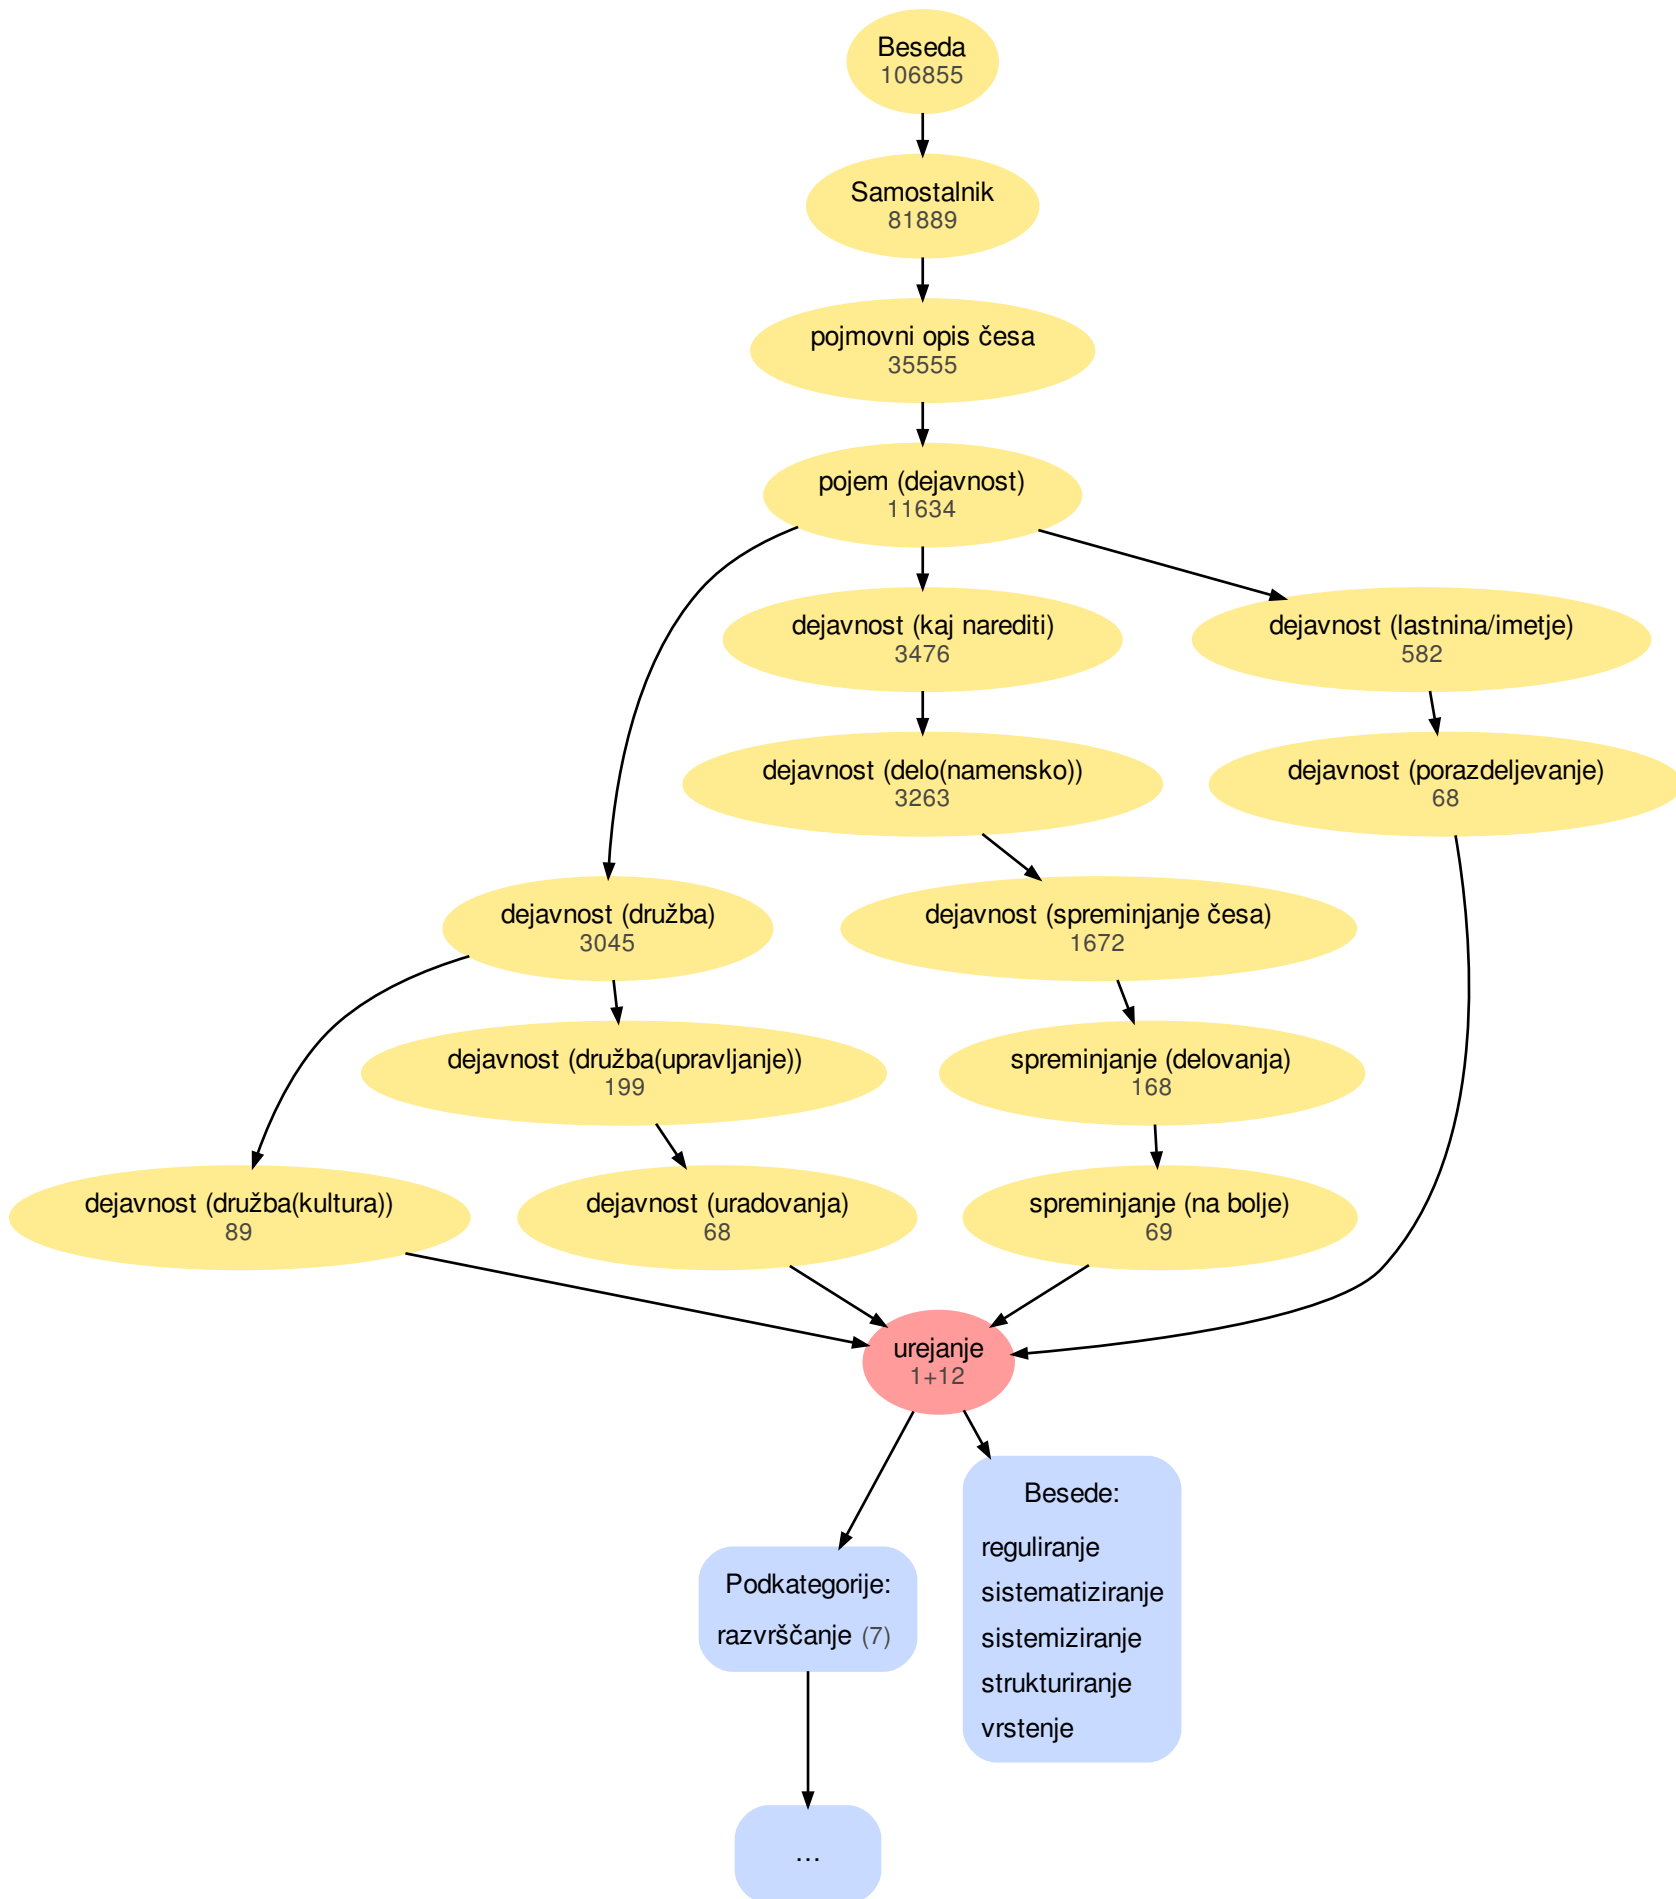 Beseda
106855
Samostalnik
81889
pojmovni opis česa
35555
pojem (dejavnost)
11634
dejavnost (kaj narediti)
3476
dejavnost (lastnina/imetje)
582
dejavnost (delo(namensko))
3263
dejavnost (porazdeljevanje)
68
dejavnost (družba)
3045
dejavnost (spreminjanje česa)
1672
dejavnost (družba(upravljanje))
199
spreminjanje (delovanja)
168
dejavnost (družba(kultura))
89
dejavnost (uradovanja)
68
spreminjanje (na bolje)
69
urejanje
1+12
Podkategorije:
razvrščanje (7)
Besede:
reguliranje
sistematiziranje
sistemiziranje
strukturiranje
vrstenje
...